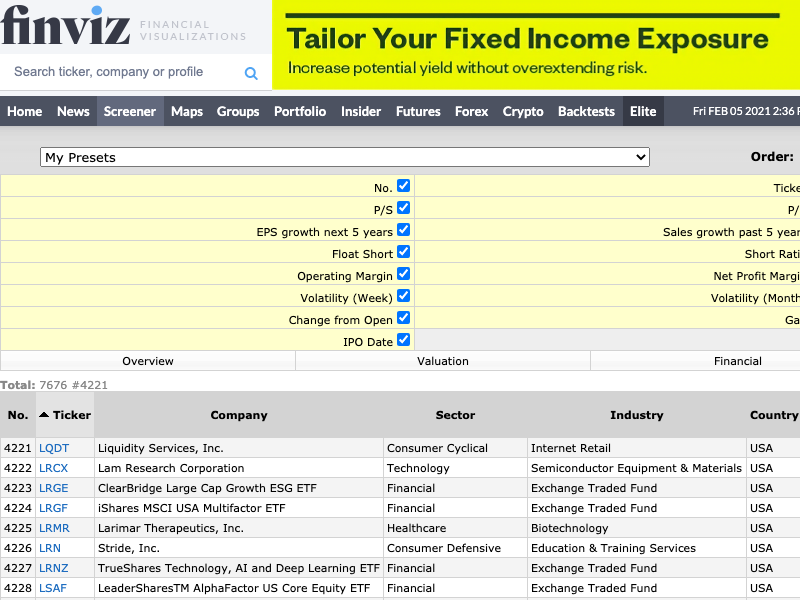 finviz FINANCIAL VISUALIZATIONS
Tailor Your Fixed Income Exposure
Increase potential yield without overextending risk.
Search ticker, company or profile
Home News Screener Maps Groups Portfolio Insider Futures Forex Crypto Backtests Elite Fri FEB 05 2021 2:36
My Presets Order:
No.
P/S
EPS growth next 5 years Sales growth past 5
Float Short Short
Operating Margin Net Profit
Volatility (Week) Volatility
Change from Open
IPO Date
Overview Valuation Financial
Total: 7676 #4221
No. Ticker Company Sector Industry Country
4221 LQDT Liquidity Services, Inc. Consumer Cyclical Internet Retail USA
4222 LRCX Lam Research Corporation Technology Semiconductor Equipment & Materials USA
4223 LRGE ClearBridge Large Cap Growth ESG ETF Financial Exchange Traded Fund USA
4224 LRGF iShares MSCI USA Multifactor ETF Financial Exchange Traded Fund USA
4225 LRMR Larimar Therapeutics, Inc. Healthcare Biotechnology USA
4226 LRN Stride, Inc. Consumer Defensive Education & Training Services USA
4227 LRNZ TrueShares Technology, AI and Deep Learning ETF Financial Exchange Traded Fund USA
4228 LSAF LeaderSharesTM AlphaFactor US Core Equity ETF Financial Exchange Traded Fund USA